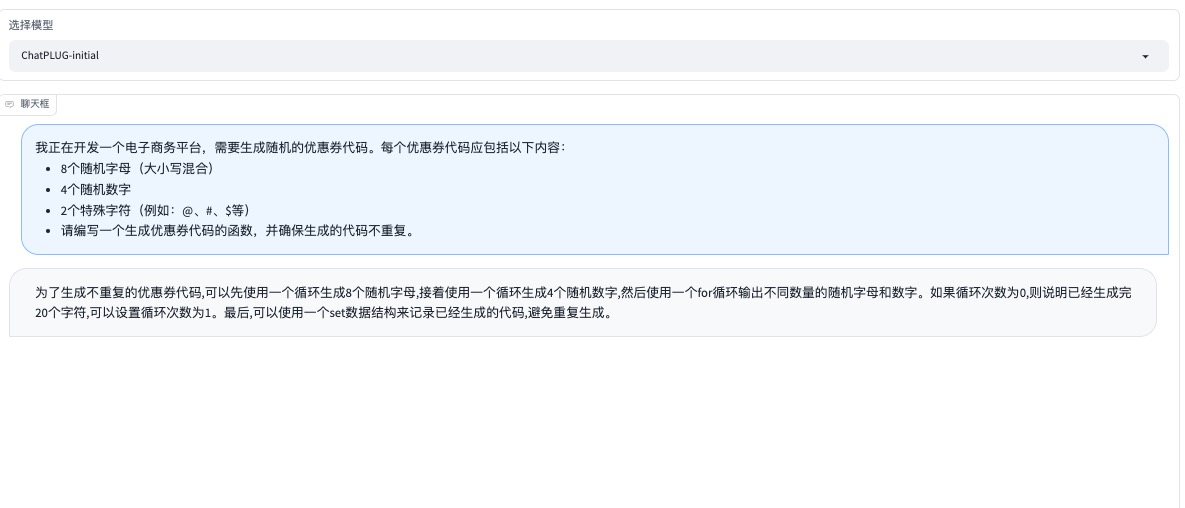 选择模型
ChatPLUG-initial
聊天框
我正在开发一个电子商务平台，需要生成随机的优惠券代码。每个优惠券代码应包括以下内容：
• 8个随机字母（大小写混合）
• 4个随机数字
• 2个特殊字符（例如：@、#、$等）
• 请编写一个生成优惠券代码的函数，并确保生成的代码不重复。
为了生成不重复的优惠券代码,可以先使用一个循环生成8个随机字母,接着使用一个循环生成4个随机数字,然后使用一个for循环输出不同数量的随机字母和数字。如果循环次数为0,则说明已经生成完
20个字符,可以设置循环次数为1。最后,可以使用一个set数据结构来记录已经生成的代码,避免重复生成。